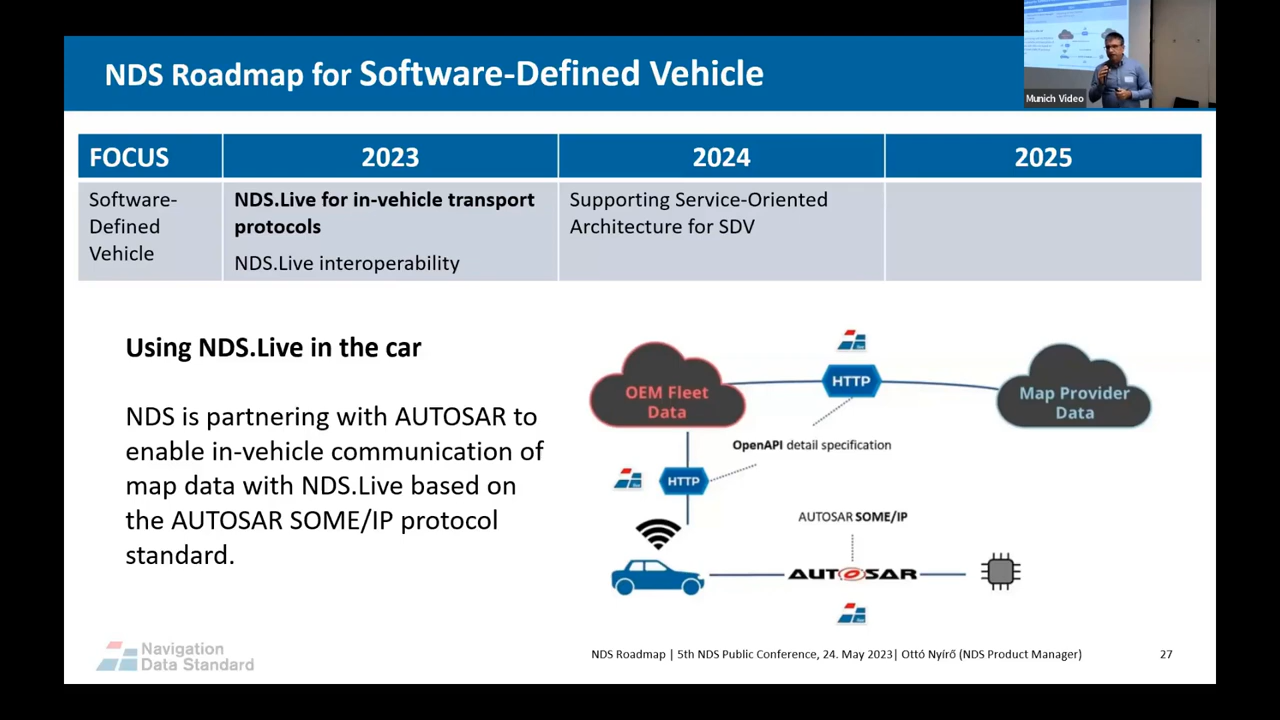 NDS Roadmap for Software-Defined Vehicle
Munich Video
FOCUS 2023 2024 2025
Software-
Defined
Vehicle
NDS.Live for in-vehicle transport
protocols
NDS.Live interoperability
Supporting Service-Oriented
Architecture for SDV
Using NDS.Live in the car
NDS is partnering with AUTOSAR to
enable in-vehicle communication of
map data with NDS.Live based on
the AUTOSAR SOME/IP protocol
standard.
OEM Fleet
Data
HTTP
Map Provider
Data
OpenAPI detail specification
HTTP
AUTOSAR SOME/IP
AUTOSAR
Navigation
Data Standard
NDS Roadmap | 5th NDS Public Conference, 24. May 2023| Ottó Nyírő (NDS Product Manager)
27